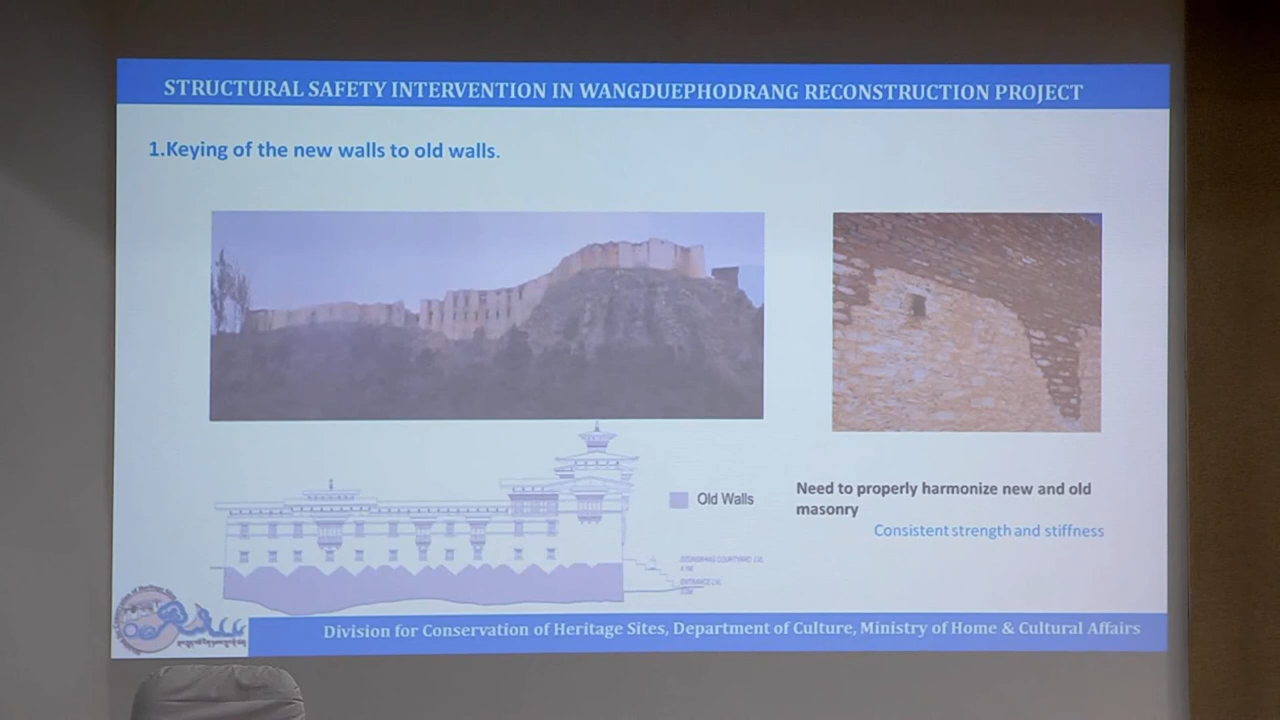 STRUCTURAL SAFETY INTERVENTION IN WANGDUEPHODRANG RECONSTRUCTION PROJECT
1.Keying of the new walls to old walls.
Old Walls
Need to properly harmonize new and old
masonry
Consistent strength and stiffness
ENTRANCE LVL
Division for Conservation of Heritage Sites, Department of Culture, Ministry of Home & Cultural Affairs